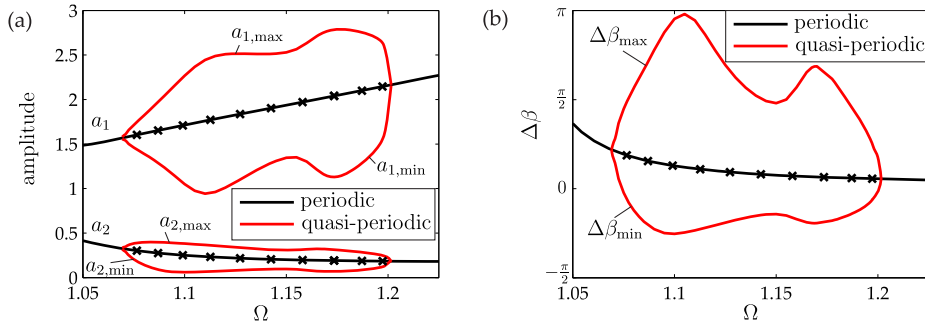 (a)
3
2.5
2
1.5
1
0.5
0
amplitude
a1,max
a1
a1,min
periodic
quasi-periodic
a2,max
a2
a2,min
1.05
1.1
1.15
1.2
Ω
(b)
π
π/2
0
−π/2
Δβ
Δβmax
Δβmin
periodic
quasi-periodic
1.05
1.1
1.15
1.2
Ω